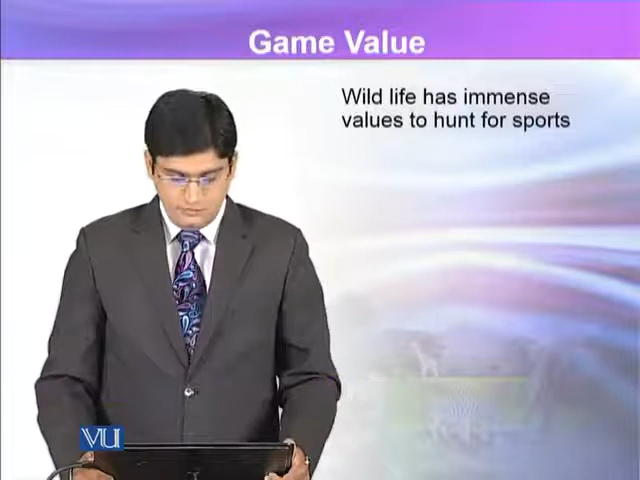 Game Value
Wild life has immense
values to hunt for sports
VU